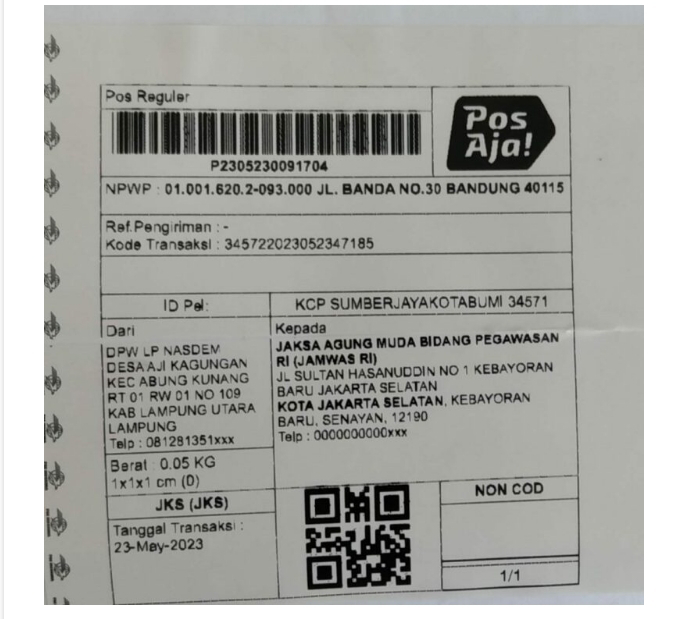 Pos Reguler
P2305230091704
Pos
Aja!
NPWP : 01.001.620.2-093.000 JL. BANDA NO.30 BANDUNG 40115
Ref.Pengiriman : -
Kode Transaksi : 345722023052347185
ID Pel:
KCP SUMBERJAYAKOTABUMI 34571
Dari
DPW LP NASDEM
DESA AJI KAGUNGAN
KEC ABUNG KUNANG
RT 01 RW 01 NO 109
KAB LAMPUNG UTARA
LAMPUNG
Telp : 081281351xxx
Kepada
JAKSA AGUNG MUDA BIDANG PEGAWASAN
RI (JAMWAS RI)
JL SULTAN HASANUDDIN NO 1 KEBAYORAN
BARU JAKARTA SELATAN
KOTA JAKARTA SELATAN, KEBAYORAN
BARU, SENAYAN, 12190
Telp : 0000000000xxx
Berat : 0.05 KG
1x1x1 cm (0)
JKS (JKS)
Tanggal Transaksi :
23-May-2023
NON COD
1/1